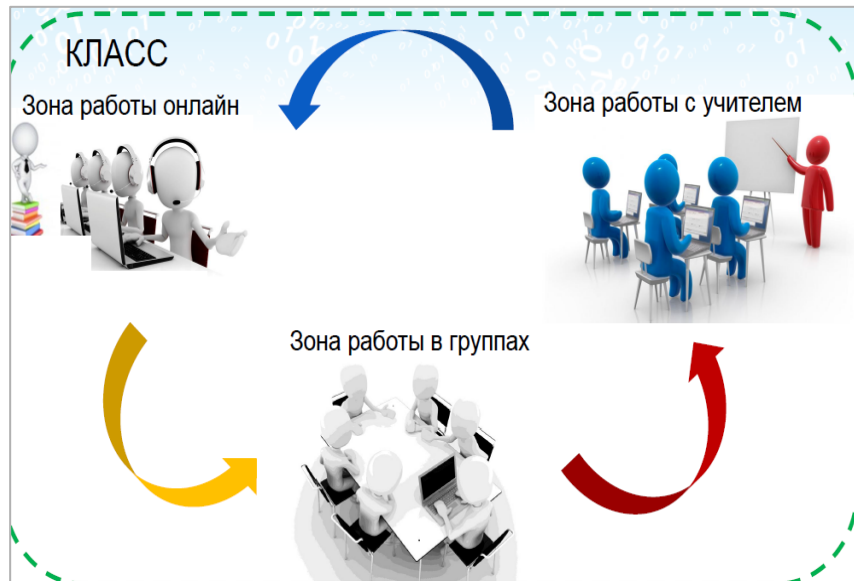 КЛАСС
Зона работы онлайн
Зона работы с учителем
Зона работы в группах